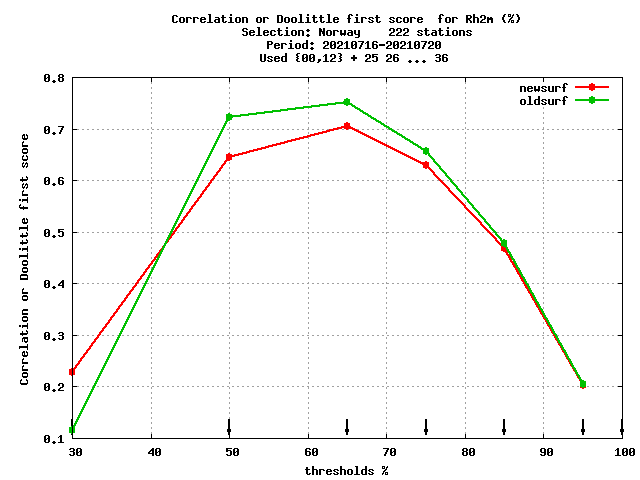 Correlation or Doolittle first score  for Rh2m (%)
Selection: Norway    222 stations
Period: 20210716-20210720
Used {00,12} + 25 26 ... 36
newsurf
oldsurf
Correlation or Doolittle first score
0.8
0.7
0.6
0.5
0.4
0.3
0.2
0.1
30 40 50 60 70 80 90 100
thresholds %